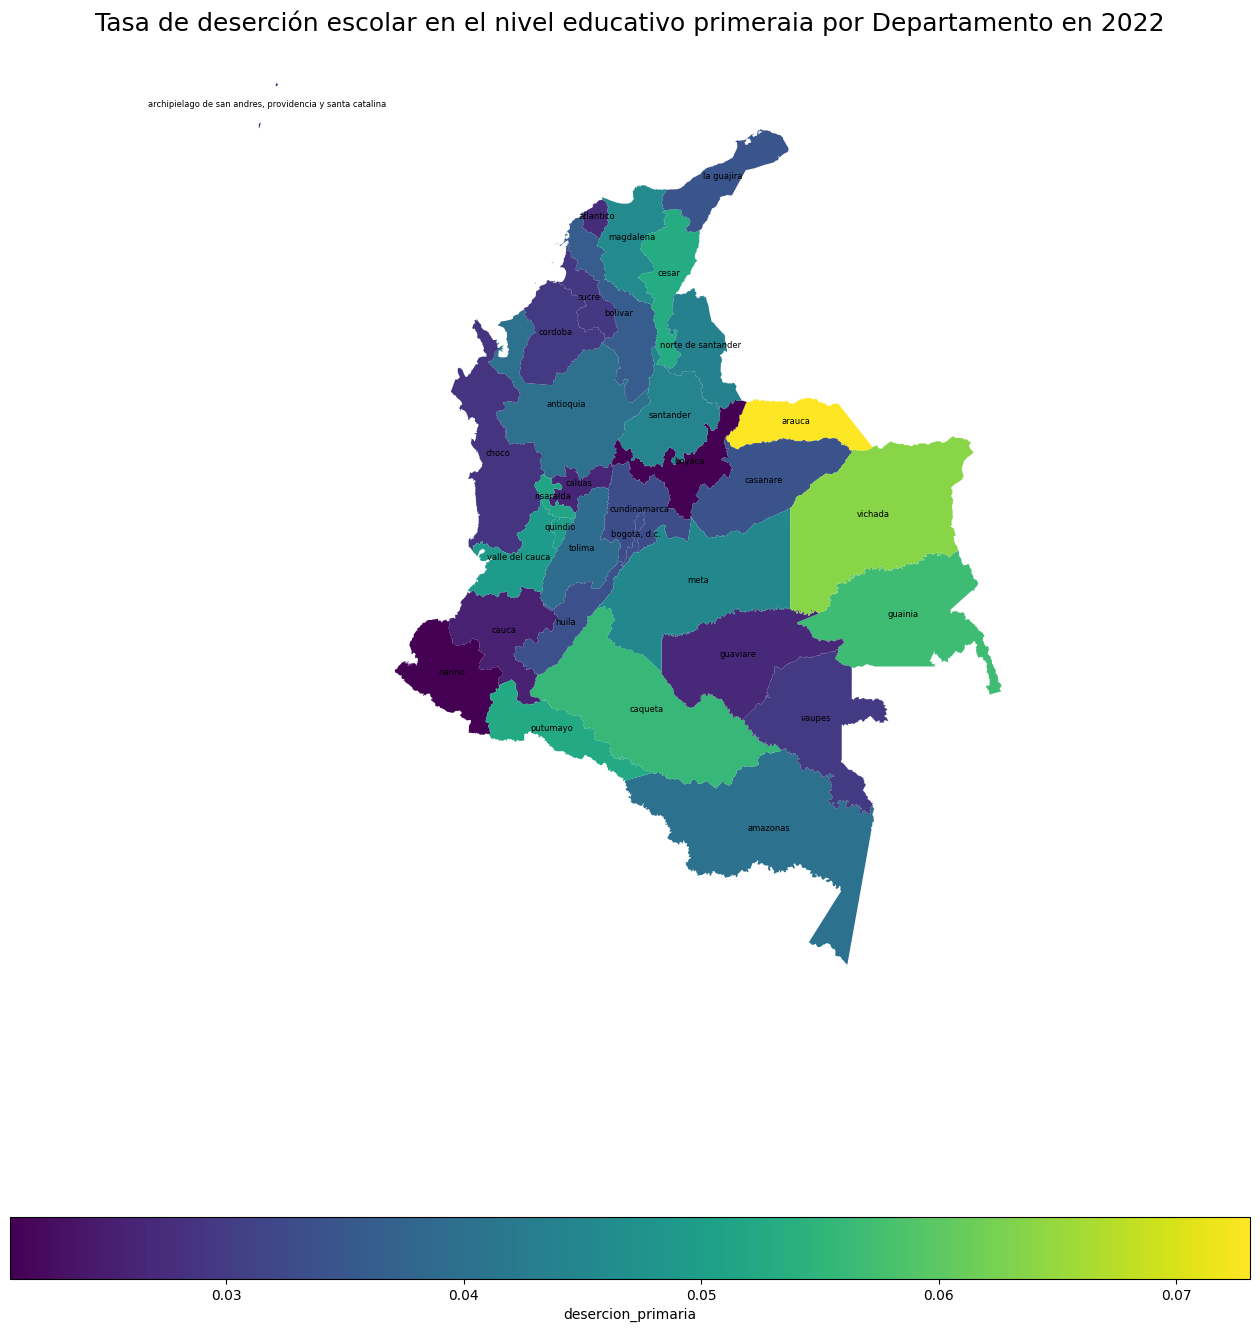 Tasa de deserción escolar en el nivel educativo primeraia por Departamento en 2022
archipielago de san andres, providencia y santa catalina
la guajira
atlantico
magdalena
cesar
sucre
bolivar
cordoba
norte de santander
antioquia
santander
arauca
choco
boyaca
caldas
casanare
risaralda
cundinamarca
vichada
quindio
bogota, d.c.
tolima
valle del cauca
meta
guainia
huila
cauca
guaviare
narino
caqueta
vaupes
putumayo
amazonas
0.03 0.04 0.05 0.06 0.07
desercion_primaria